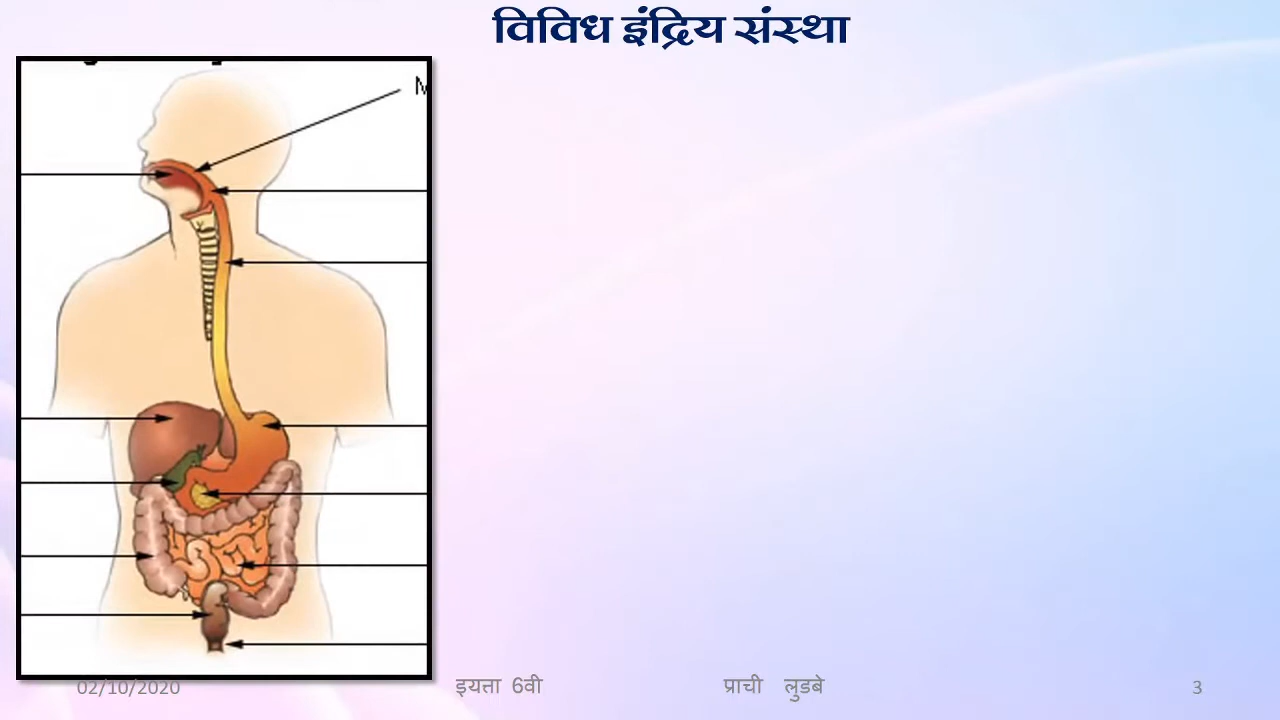 विविध इंद्रिय संस्था
02/10/2020 इयत्ता 6वी प्राची लुडबे 3